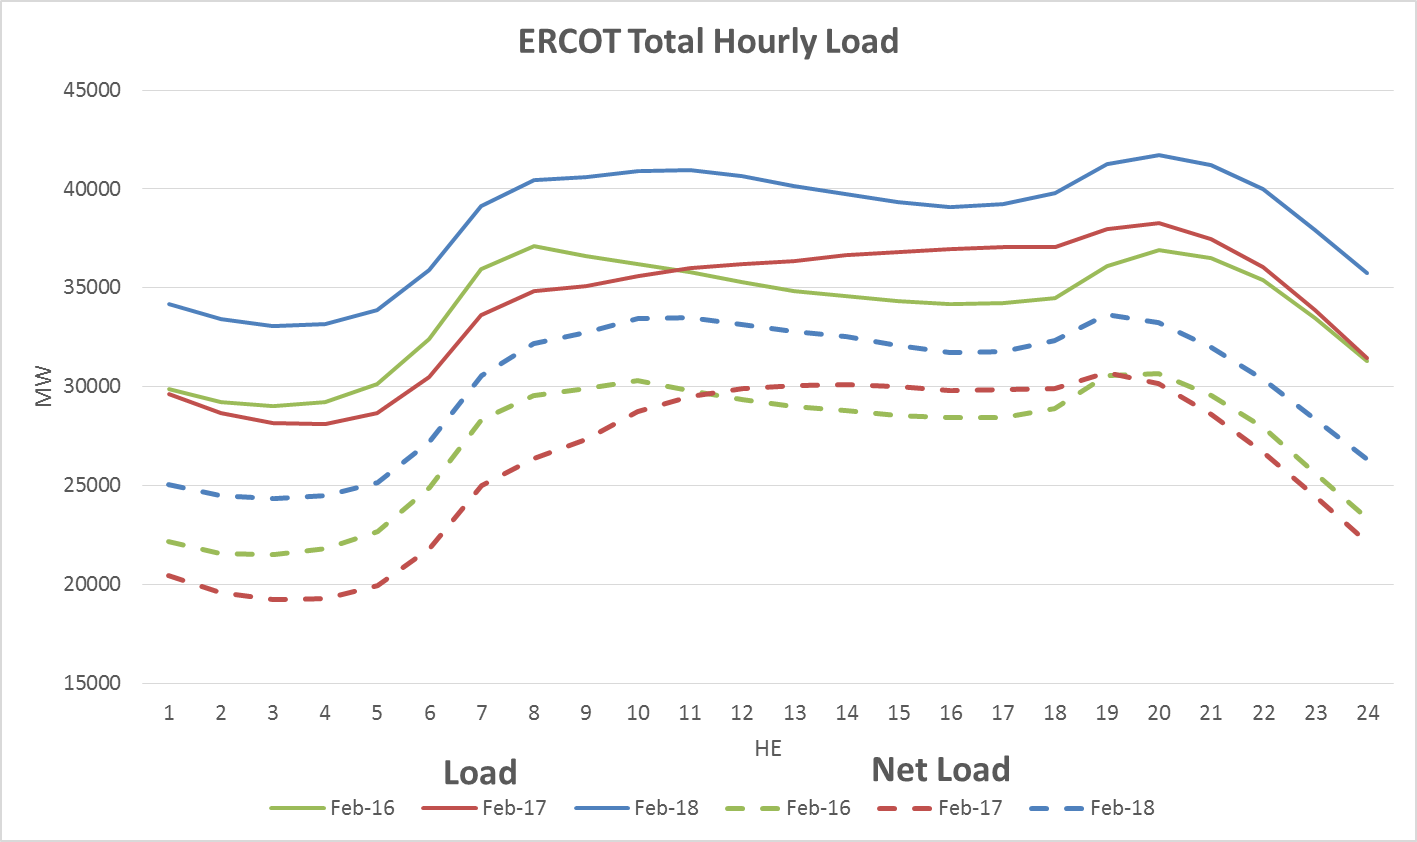 ERCOT Total Hourly Load
45000
40000
35000
30000
25000
20000
15000
MW
1 2 3 4 5 6 7 8 9 10 11 12 13 14 15 16 17 18 19 20 21 22 23 24
HE
Load Net Load
Feb-16 Feb-17 Feb-18 Feb-16 Feb-17 Feb-18